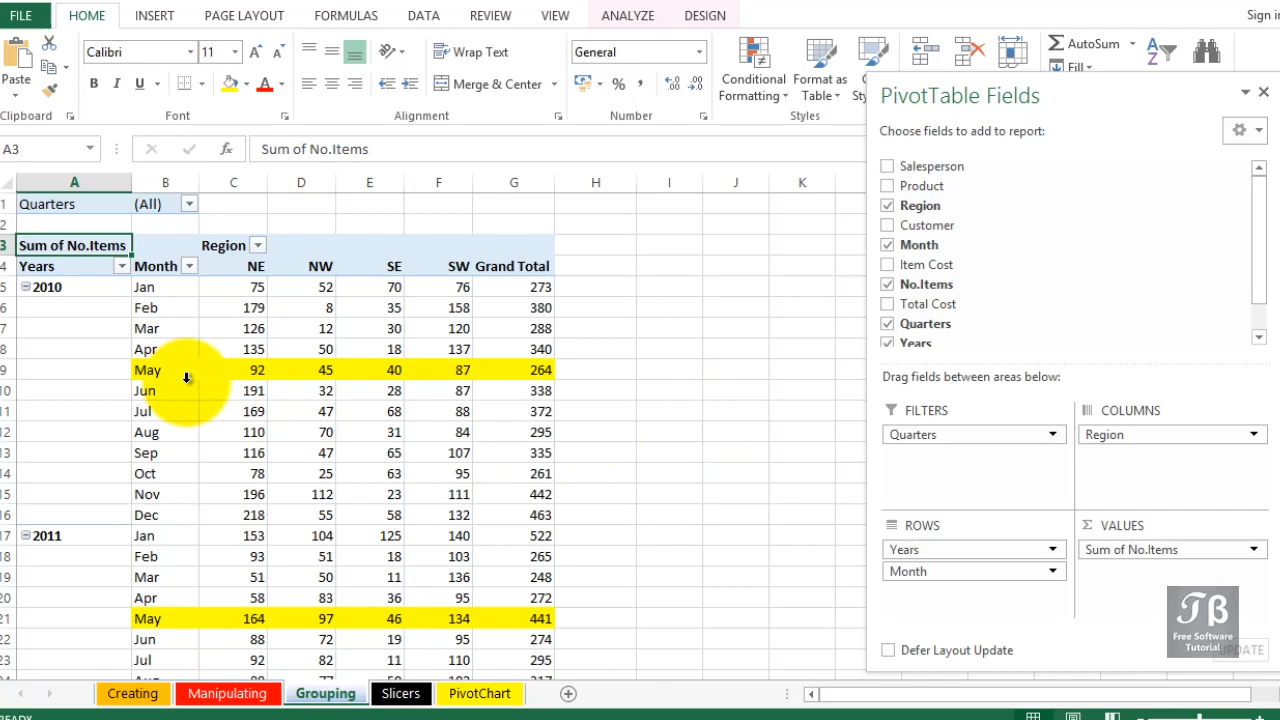 FILE HOME INSERT PAGE LAYOUT FORMULAS DATA REVIEW VIEW ANALYZE DESIGN Sign in
Calibri 11 Wrap Text General AutoSum
Fill
Paste B I U Merge & Center % Conditional Formatting Format as Table
Clipboard Font Alignment Number Styles
A3 fx Sum of No.Items
A B C D E F G H I J K
1 Quarters (All)
2
3 Sum of No.Items Region
4 Years Month NE NW SE SW Grand Total
5 2010 Jan 75 52 70 76 273
6 Feb 179 8 35 158 380
7 Mar 126 12 30 120 288
8 Apr 135 50 18 137 340
9 May 92 45 40 87 264
10 Jun 191 32 28 87 338
11 Jul 169 47 68 88 372
12 Aug 110 70 31 84 295
13 Sep 116 47 65 107 335
14 Oct 78 25 63 95 261
15 Nov 196 112 23 111 442
16 Dec 218 55 58 132 463
17 2011 Jan 153 104 125 140 522
18 Feb 93 51 18 103 265
19 Mar 51 50 11 136 248
20 Apr 58 83 36 95 272
21 May 164 97 46 134 441
22 Jun 88 72 19 95 274
23 Jul 92 82 11 110 295
Creating Manipulating Grouping Slicers PivotChart
PivotTable Fields
Choose fields to add to report:
Salesperson
Product
Region
Customer
Month
Item Cost
No.Items
Total Cost
Quarters
Years
Drag fields between areas below:
FILTERS COLUMNS
Quarters Region
ROWS Σ VALUES
Years Sum of No.Items
Month
Defer Layout Update UPDATE
TB
Free Software
Tutorial